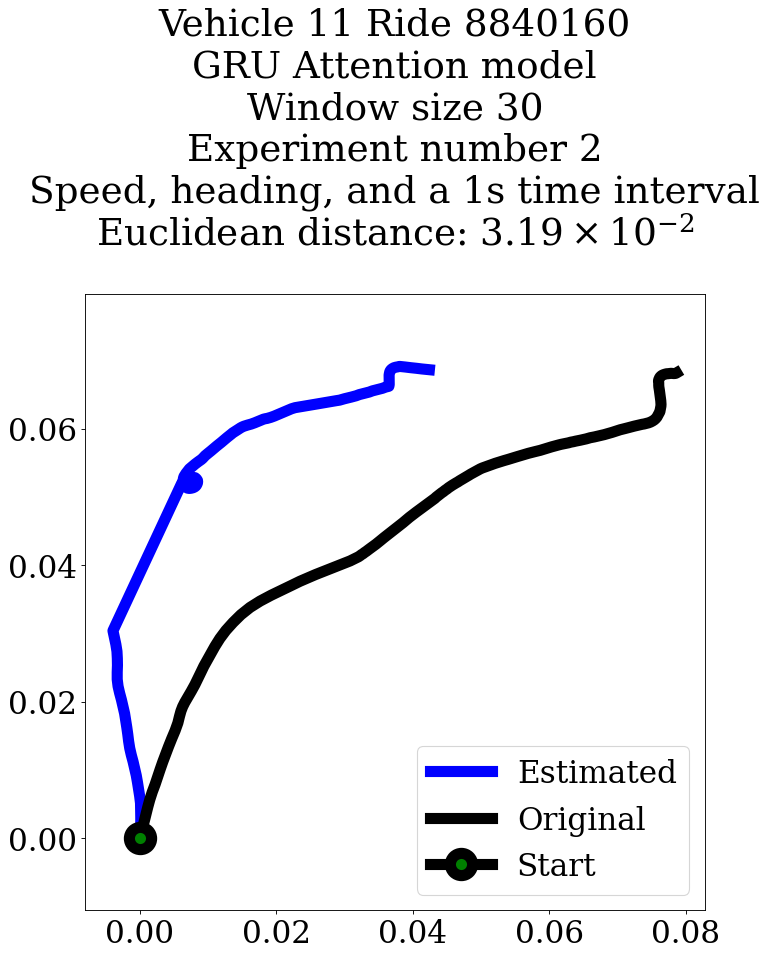 Vehicle 11 Ride 8840160
GRU Attention model
Window size 30
Experiment number 2
Speed, heading, and a 1s time interval
Euclidean distance: 3.19 × 10⁻²
0.06
0.04
0.02
0.00
Estimated
Original
Start
0.00 0.02 0.04 0.06 0.08